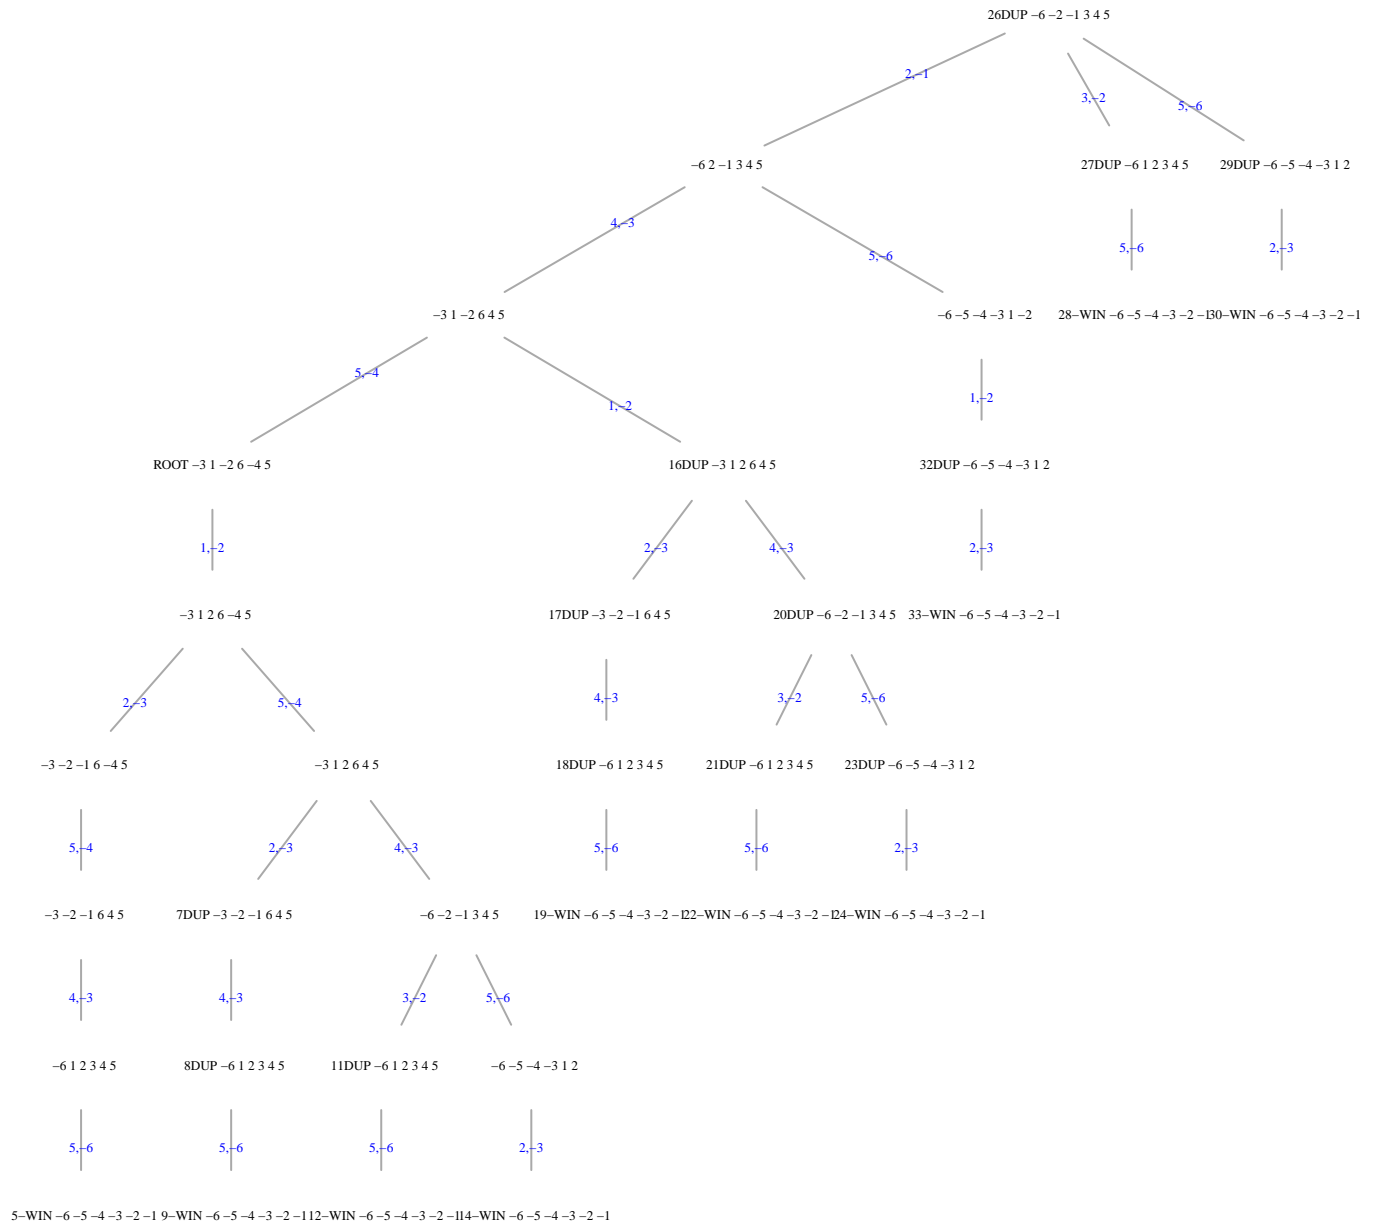 26DUP −6 −2 −1 3 4 5
2,−1
3,−2
5,−6
−6 2 −1 3 4 5
27DUP −6 1 2 3 4 5
29DUP −6 −5 −4 −3 1 2
4,−3
5,−6
5,−6
2,−3
−3 1 −2 6 4 5
−6 −5 −4 −3 1 −2
28−WIN −6 −5 −4 −3 −2 −1
30−WIN −6 −5 −4 −3 −2 −1
5,−4
1,−2
1,−2
ROOT −3 1 −2 6 −4 5
16DUP −3 1 2 6 4 5
32DUP −6 −5 −4 −3 1 2
1,−2
2,−3
4,−3
2,−3
−3 1 2 6 −4 5
17DUP −3 −2 −1 6 4 5
20DUP −6 −2 −1 3 4 5
33−WIN −6 −5 −4 −3 −2 −1
2,−3
5,−4
4,−3
3,−2
5,−6
−3 −2 −1 6 −4 5
−3 1 2 6 4 5
18DUP −6 1 2 3 4 5
21DUP −6 1 2 3 4 5
23DUP −6 −5 −4 −3 1 2
5,−4
2,−3
4,−3
5,−6
5,−6
2,−3
−3 −2 −1 6 4 5
7DUP −3 −2 −1 6 4 5
−6 −2 −1 3 4 5
19−WIN −6 −5 −4 −3 −2 −1
22−WIN −6 −5 −4 −3 −2 −1
24−WIN −6 −5 −4 −3 −2 −1
4,−3
4,−3
3,−2
5,−6
−6 1 2 3 4 5
8DUP −6 1 2 3 4 5
11DUP −6 1 2 3 4 5
−6 −5 −4 −3 1 2
5,−6
5,−6
5,−6
2,−3
5−WIN −6 −5 −4 −3 −2 −1
9−WIN −6 −5 −4 −3 −2 −1
12−WIN −6 −5 −4 −3 −2 −1
14−WIN −6 −5 −4 −3 −2 −1